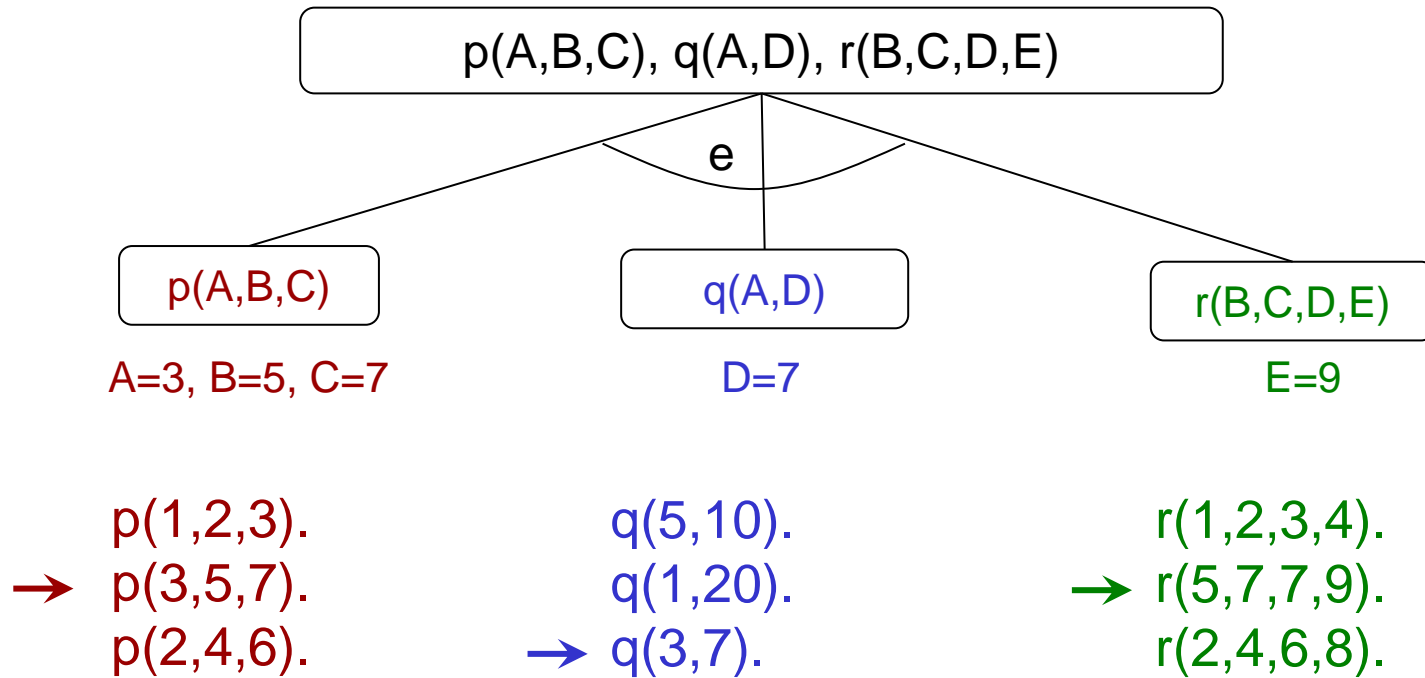 p(A,B,C), q(A,D), r(B,C,D,E)
e
p(A,B,C)
q(A,D)
r(B,C,D,E)
A=3, B=5, C=7
D=7
E=9
p(1,2,3).
p(3,5,7).
p(2,4,6).
q(5,10).
q(1,20).
q(3,7).
r(1,2,3,4).
r(5,7,7,9).
r(2,4,6,8).